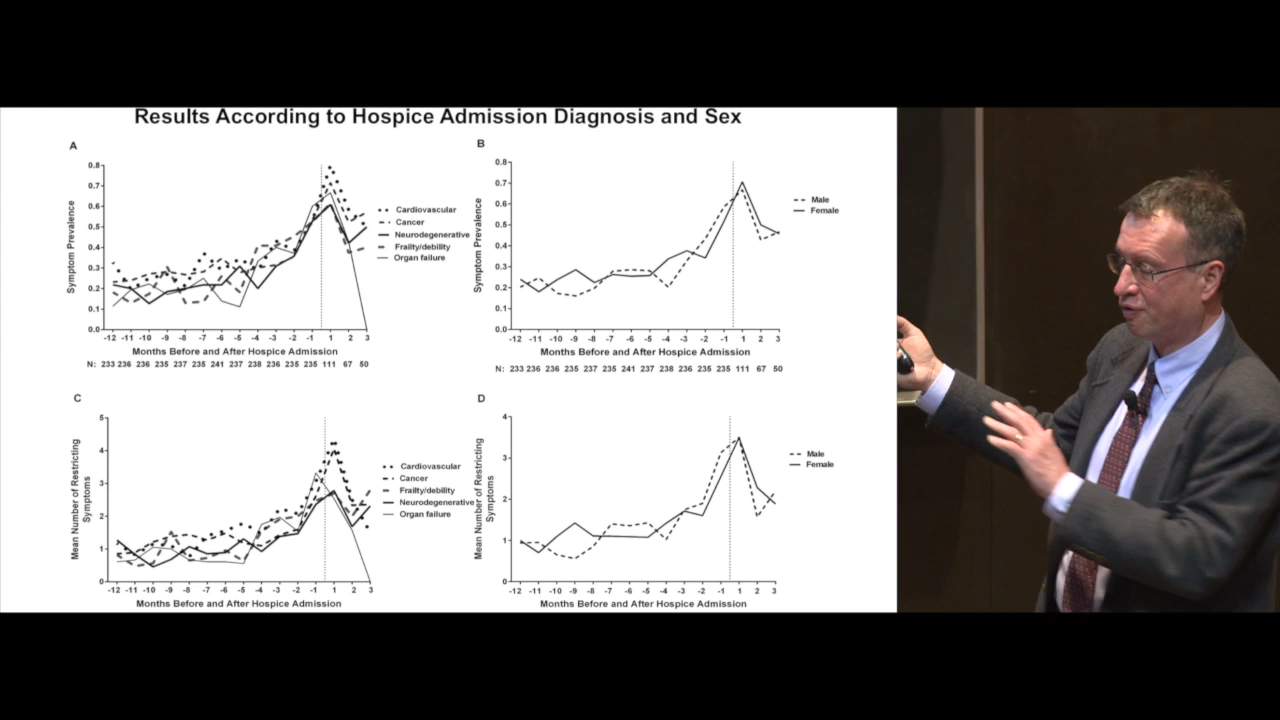 Results According to Hospice Admission Diagnosis and Sex
A
0.8
0.7
0.6
0.5
0.4
0.3
0.2
0.1
0.0
Symptom Prevalence
-12 -11 -10 -9 -8 -7 -6 -5 -4 -3 -2 -1 1 2 3
Months Before and After Hospice Admission
N: 233 236 236 235 237 235 241 237 238 236 235 235 111 67 50
Cardiovascular
Cancer
Neurodegenerative
Frailty/debility
Organ failure
B
0.8
0.7
0.6
0.5
0.4
0.3
0.2
0.1
0.0
Symptom Prevalence
-12 -11 -10 -9 -8 -7 -6 -5 -4 -3 -2 -1 1 2 3
Months Before and After Hospice Admission
N: 233 236 236 235 237 235 241 237 238 236 235 235 111 67 50
Male
Female
C
5
4
3
2
1
0
Mean Number of Restricting
Symptoms
-12 -11 -10 -9 -8 -7 -6 -5 -4 -3 -2 -1 1 2 3
Months Before and After Hospice Admission
Cardiovascular
Cancer
Frailty/debility
Neurodegenerative
Organ failure
D
4
3
2
1
0
Mean Number of Restricting
Symptoms
-12 -11 -10 -9 -8 -7 -6 -5 -4 -3 -2 -1 1 2 3
Months Before and After Hospice Admission
Male
Female